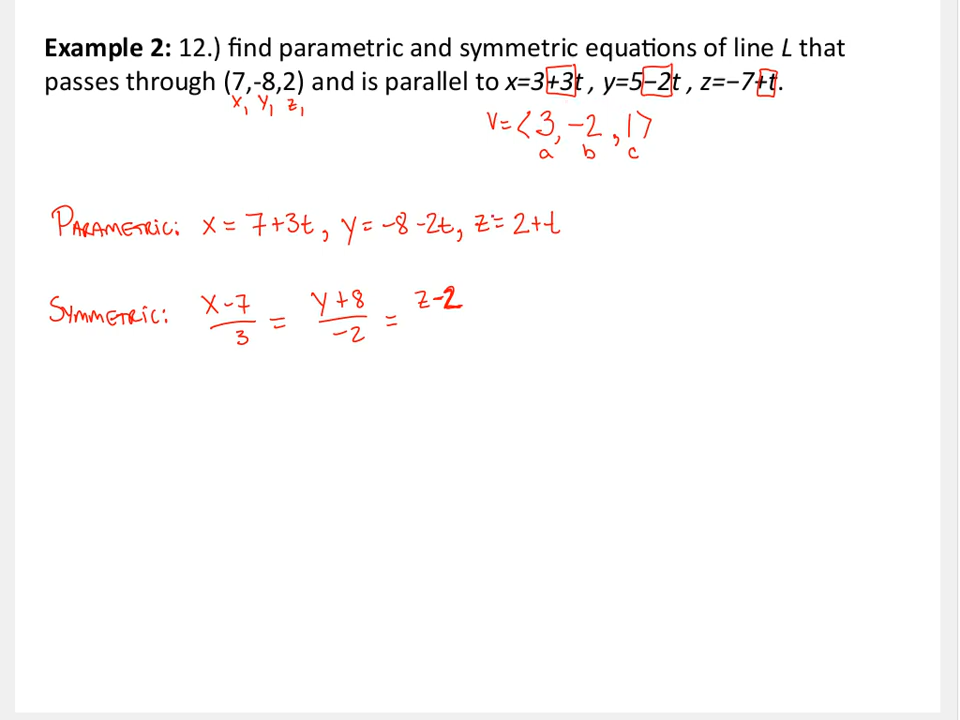 Example 2: 12.) find parametric and symmetric equations of line L that
passes through (7,-8,2) and is parallel to x=3+3t , y=5−2t , z=−7+t.
x₁ y₁ z₁
V=⟨3, −2, 1⟩
a b c
PARAMETRIC: x = 7+3t, y = -8-2t, z = 2+t
SYMMETRIC: x-7/3 = y+8/-2 = z-2